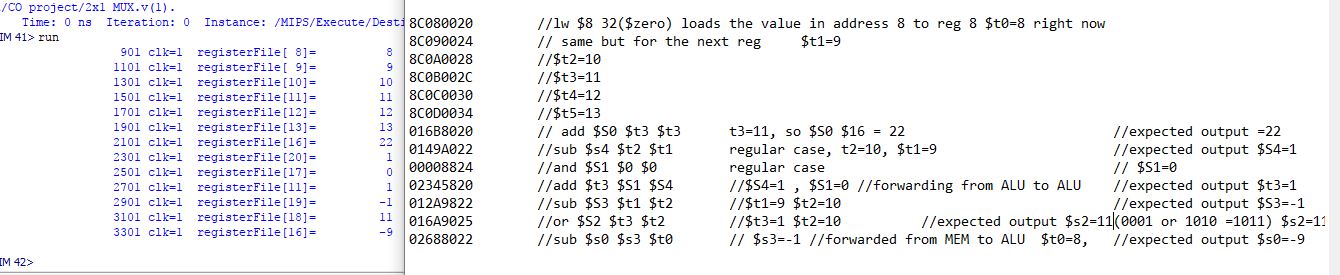 /CO project/2x1 MUX.v(1).
Time: 0 ns Iteration: 0 Instance: /MIPS/Execute/Desti
IM 41> run
901 clk=1 registerFile[ 8]= 8
1101 clk=1 registerFile[ 9]= 9
1301 clk=1 registerFile[10]= 10
1501 clk=1 registerFile[11]= 11
1701 clk=1 registerFile[12]= 12
1901 clk=1 registerFile[13]= 13
2101 clk=1 registerFile[16]= 22
2301 clk=1 registerFile[20]= 1
2501 clk=1 registerFile[17]= 0
2701 clk=1 registerFile[11]= 1
2901 clk=1 registerFile[19]= -1
3101 clk=1 registerFile[18]= 11
3301 clk=1 registerFile[16]= -9
IM 42>
8C080020 //lw $8 32($zero) loads the value in address 8 to reg 8 $t0=8 right now
8C090024 // same but for the next reg $t1=9
8C0A0028 //$t2=10
8C0B002C //$t3=11
8C0C0030 //$t4=12
8C0D0034 //$t5=13
016B8020 // add $S0 $t3 $t3 t3=11, so $S0 $16 = 22 //expected output =22
0149A022 //sub $s4 $t2 $t1 regular case, t2=10, $t1=9 //expected output $S4=1
00008824 //and $S1 $0 $0 regular case // $S1=0
02345820 //add $t3 $S1 $S4 //$S4=1 , $S1=0 //forwarding from ALU to ALU //expected output $t3=1
012A9822 //sub $S3 $t1 $t2 //$t1=9 $t2=10 //expected output $S3=-1
016A9025 //or $S2 $t3 $t2 //$t3=1 $t2=10 //expected output $s2=11(0001 or 1010 =1011) $s2=11
02688022 //sub $s0 $s3 $t0 // $s3=-1 //forwarded from MEM to ALU $t0=8, //expected output $s0=-9